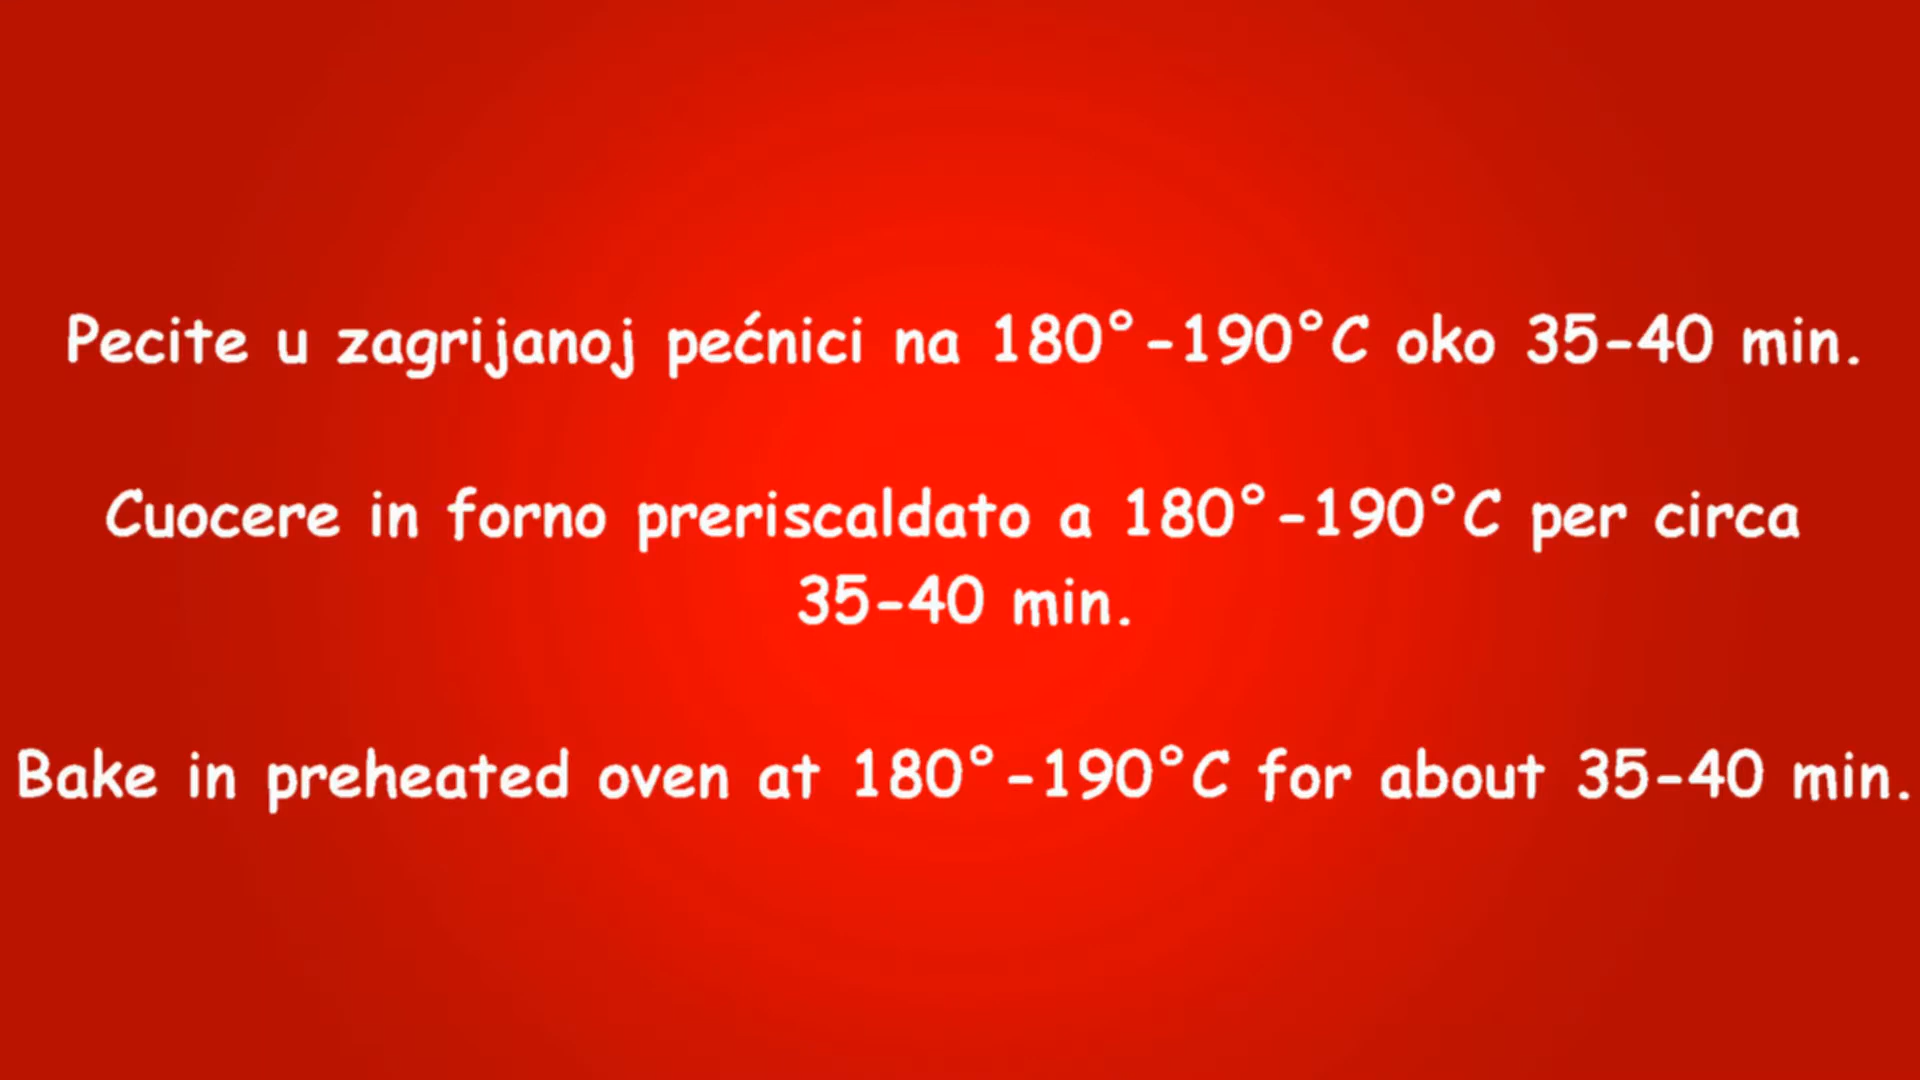 Pecite u zagrijanoj pećnici na 180°-190°C oko 35-40 min.
Cuocere in forno preriscaldato a 180°-190°C per circa
35-40 min.
Bake in preheated oven at 180°-190°C for about 35-40 min.